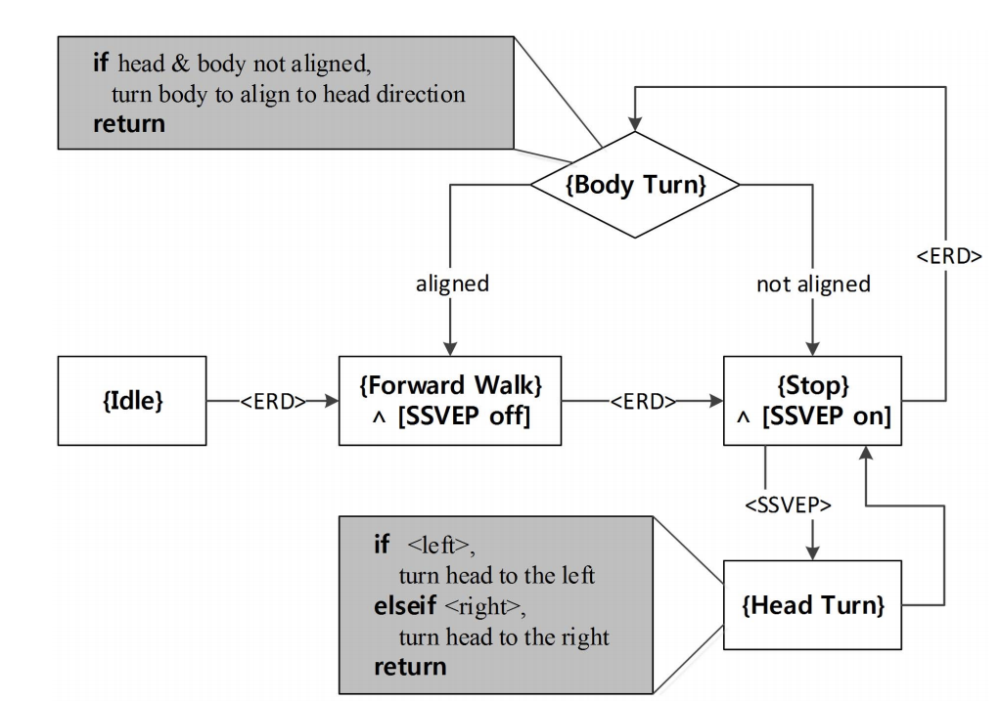 if head & body not aligned,
turn body to align to head direction
return
{Body Turn}
<ERD>
aligned
not aligned
{Idle}
<ERD>
{Forward Walk}
∧ [SSVEP off]
<ERD>
{Stop}
∧ [SSVEP on]
<SSVEP>
if <left>,
turn head to the left
elseif <right>,
turn head to the right
return
{Head Turn}